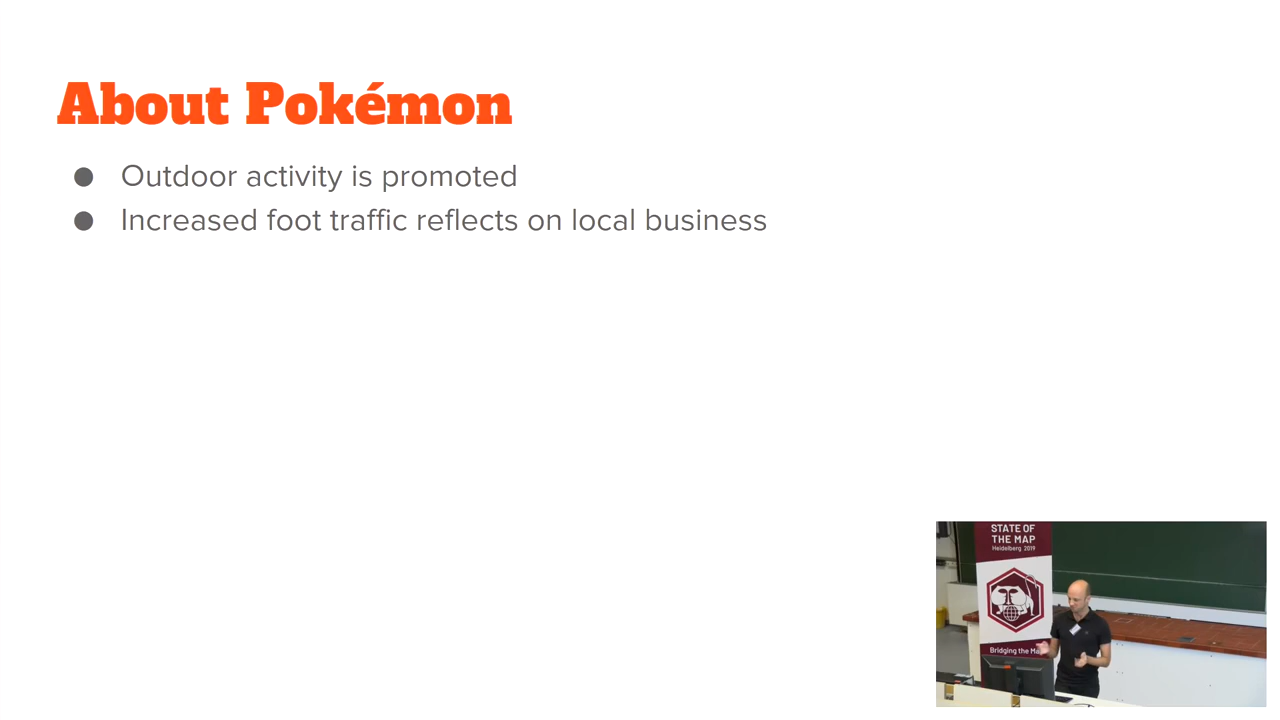 About Pokémon
● Outdoor activity is promoted
● Increased foot traffic reflects on local business
STATE OF
THE MAP
Heidelberg 2019
Bridging the Map